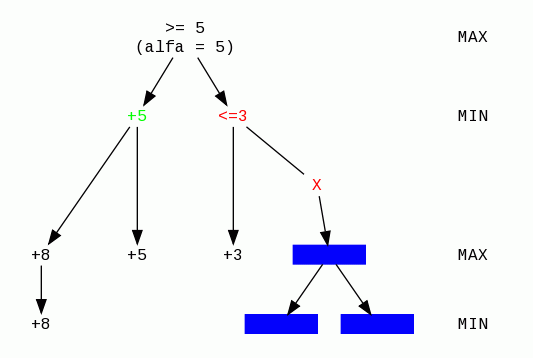 >= 5
(alfa = 5)
MAX
+5
<=3
MIN
X
+8
+5
+3
MAX
+8
MIN